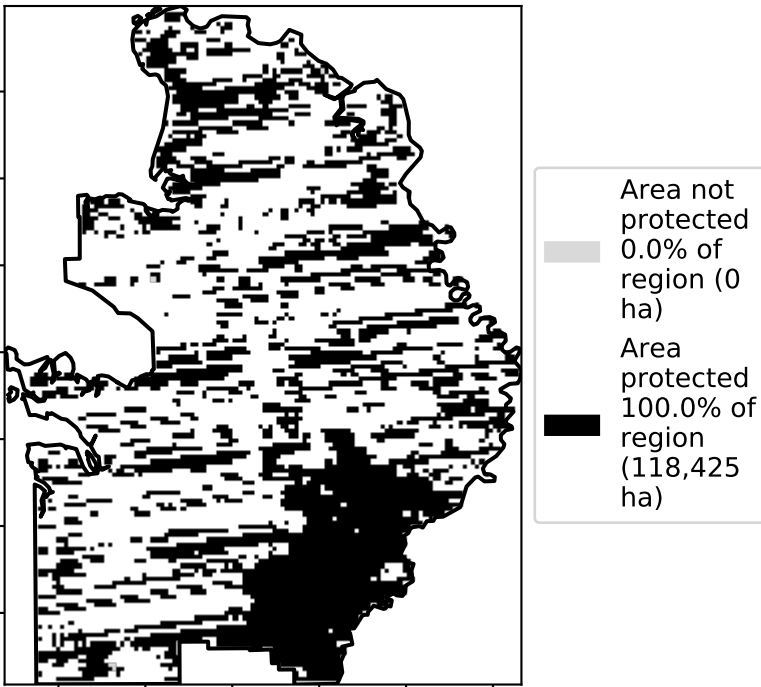 Area not
protected
0.0% of
region (0
ha)
Area
protected
100.0% of
region
(118,425
ha)